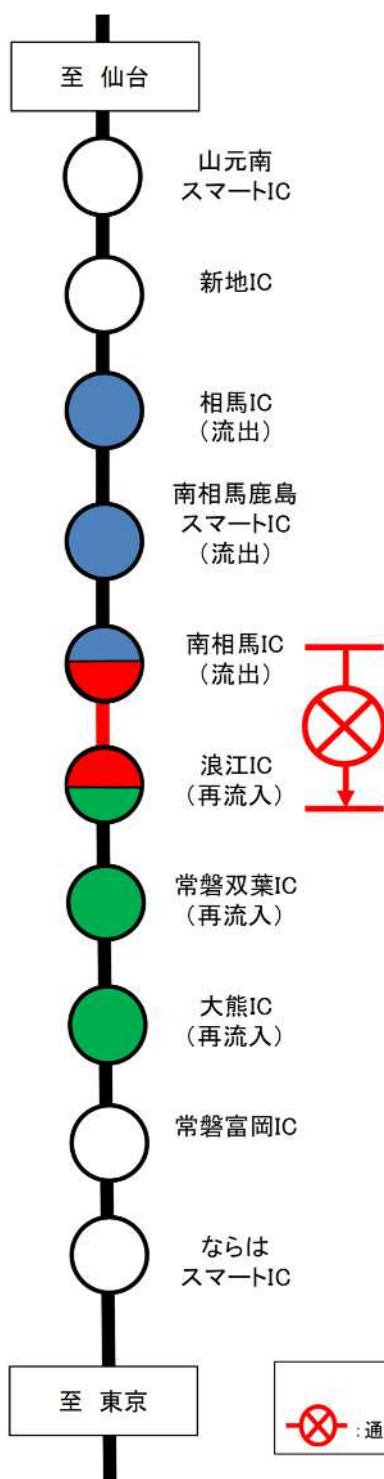 至 仙台
山元南
スマートIC
新地IC
相馬IC
(流出)
南相馬鹿島
スマートIC
(流出)
南相馬IC
(流出)
浪江IC
(再流入)
常磐双葉IC
(再流入)
大熊IC
(再流入)
常磐富岡IC
ならは
スマートIC
至 東京
:通